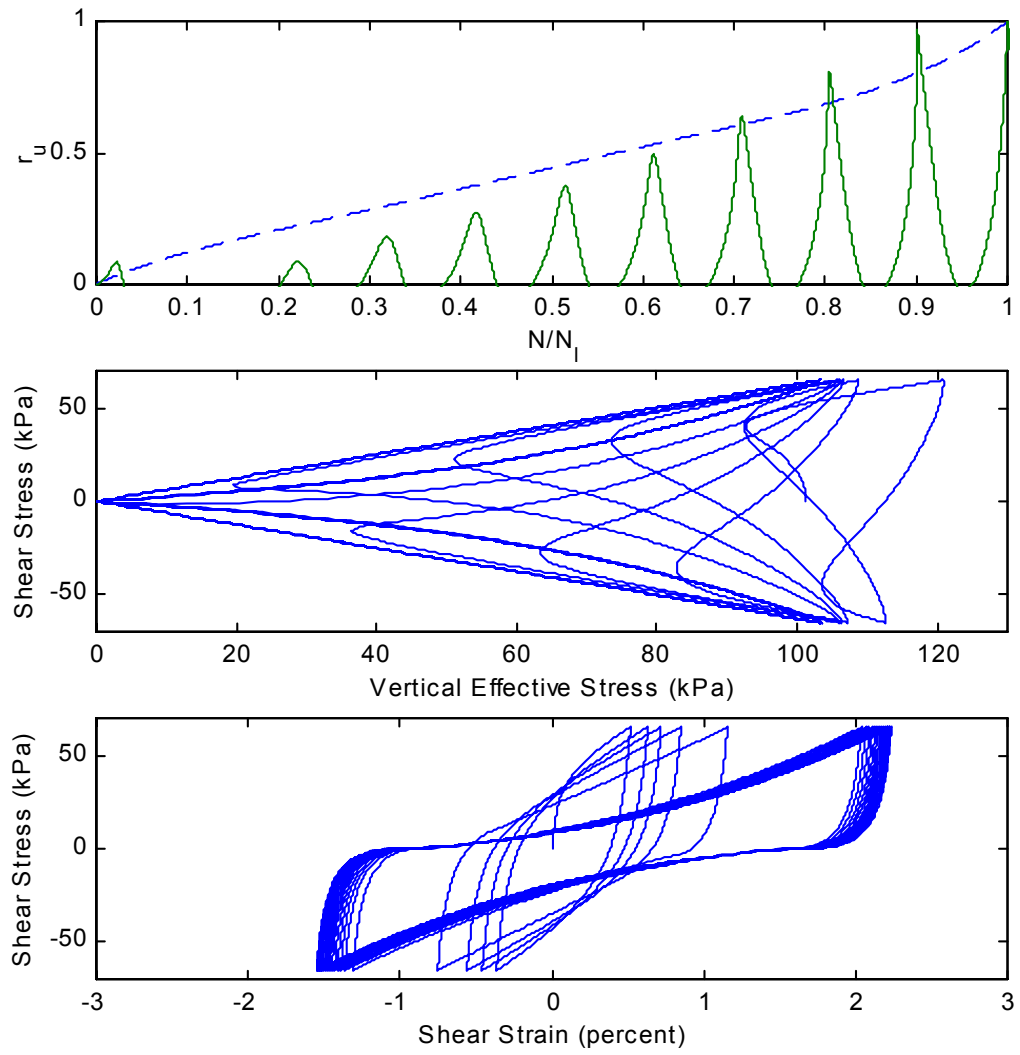 1
r_u
0.5
0
0 0.1 0.2 0.3 0.4 0.5 0.6 0.7 0.8 0.9 1
N/N_l
50
0
-50
Shear Stress (kPa)
0 20 40 60 80 100 120
Vertical Effective Stress (kPa)
50
0
-50
Shear Stress (kPa)
-3 -2 -1 0 1 2 3
Shear Strain (percent)